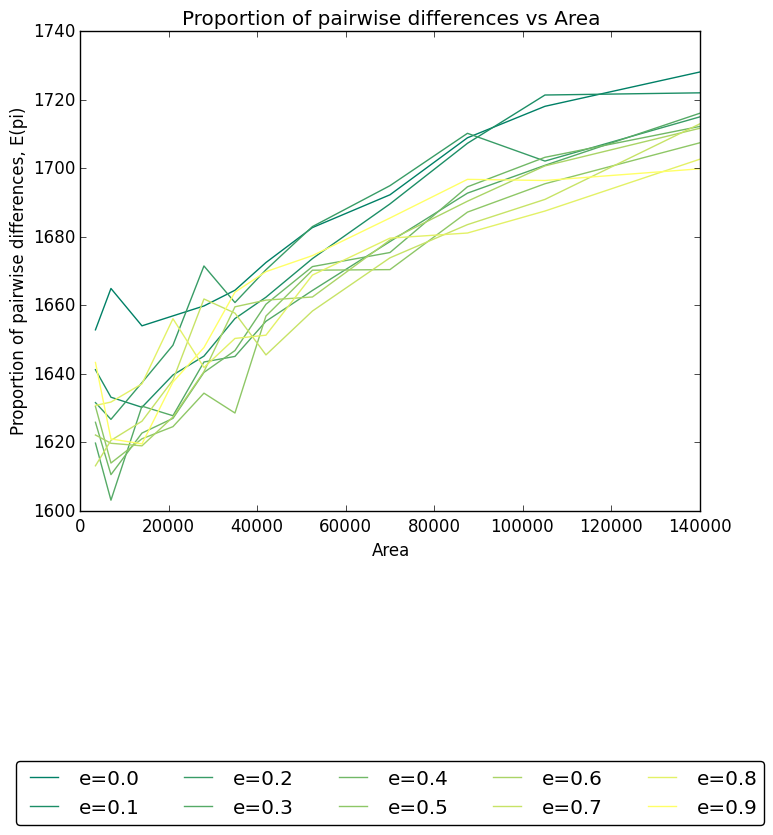 Proportion of pairwise differences vs Area
Proportion of pairwise differences, E(pi)
1740
1720
1700
1680
1660
1640
1620
1600
0 20000 40000 60000 80000 100000 120000 140000
Area
e=0.0 e=0.2 e=0.4 e=0.6 e=0.8
e=0.1 e=0.3 e=0.5 e=0.7 e=0.9